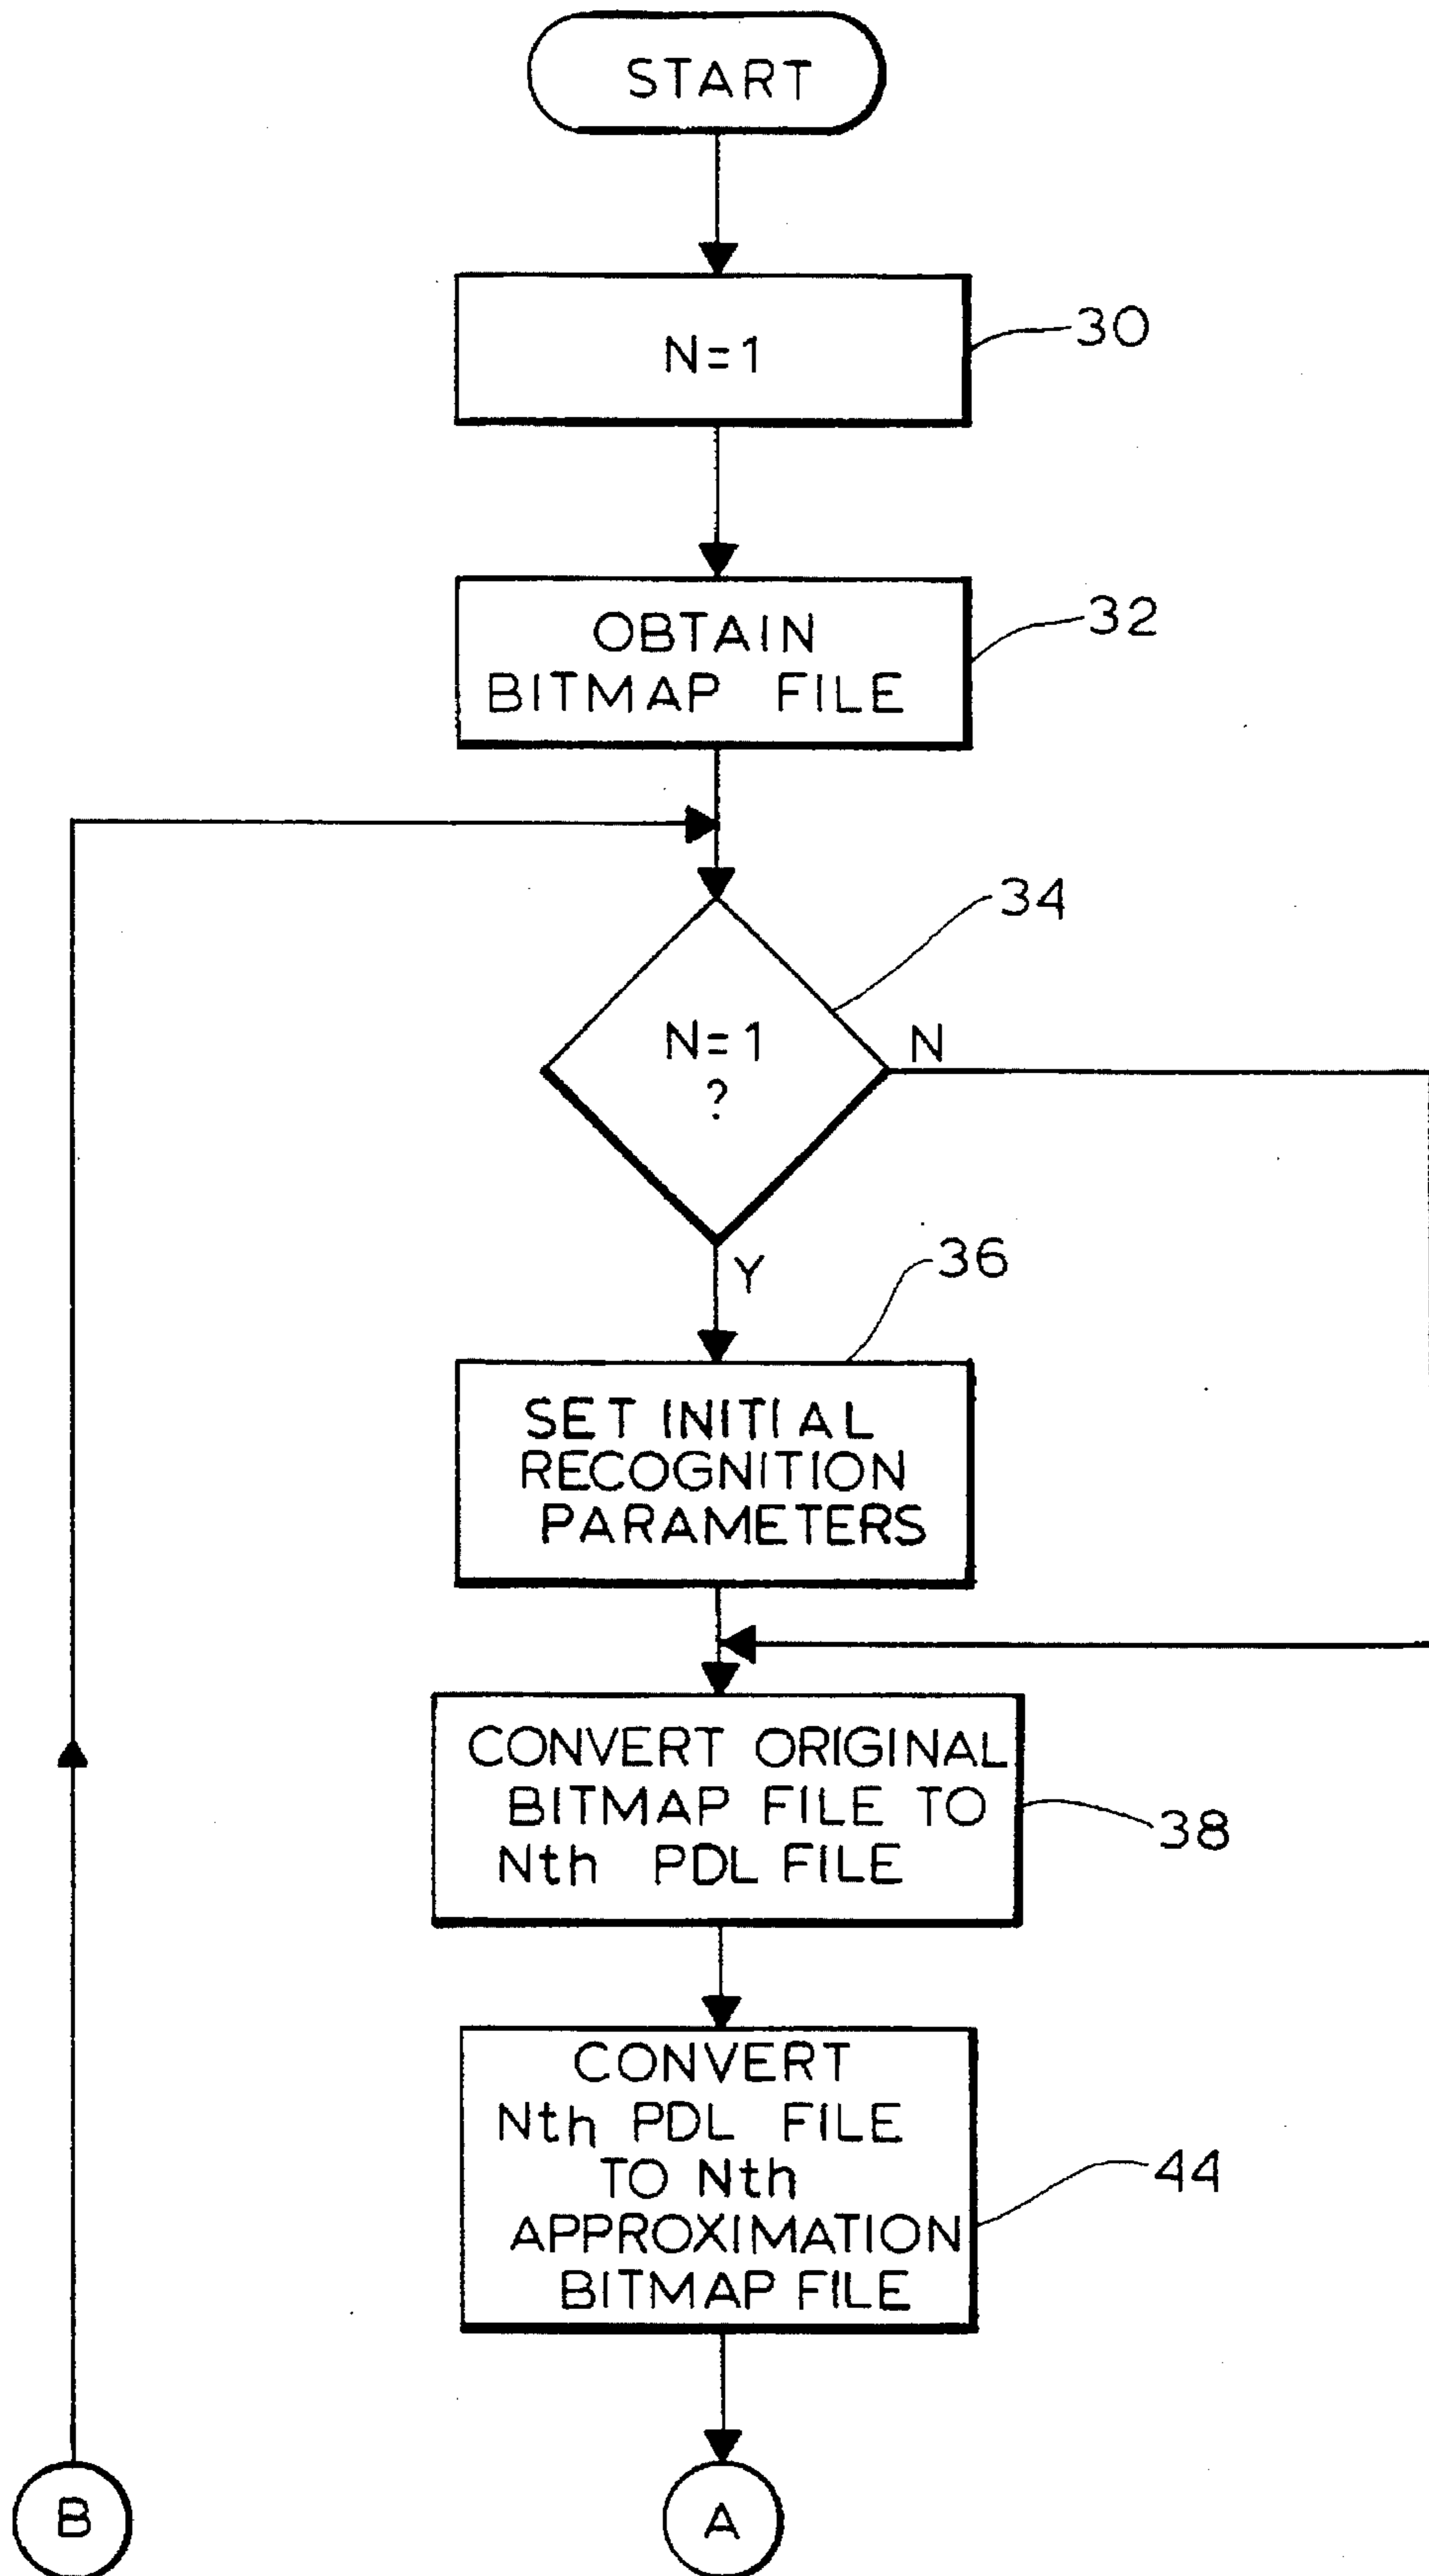 START
N=1
30
OBTAIN
BITMAP FILE
32
34
N=1
?
N
Y
36
SET INITIAL
RECOGNITION
PARAMETERS
CONVERT ORIGINAL
BITMAP FILE TO
Nth PDL FILE
38
CONVERT
Nth PDL FILE
TO Nth
APPROXIMATION
BITMAP FILE
44
B
A